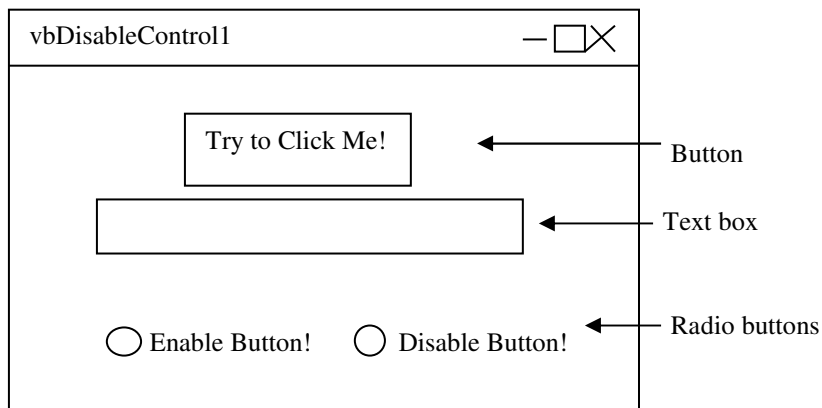 vbDisableControl1
Try to Click Me!
Button
Text box
Enable Button!
Disable Button!
Radio buttons